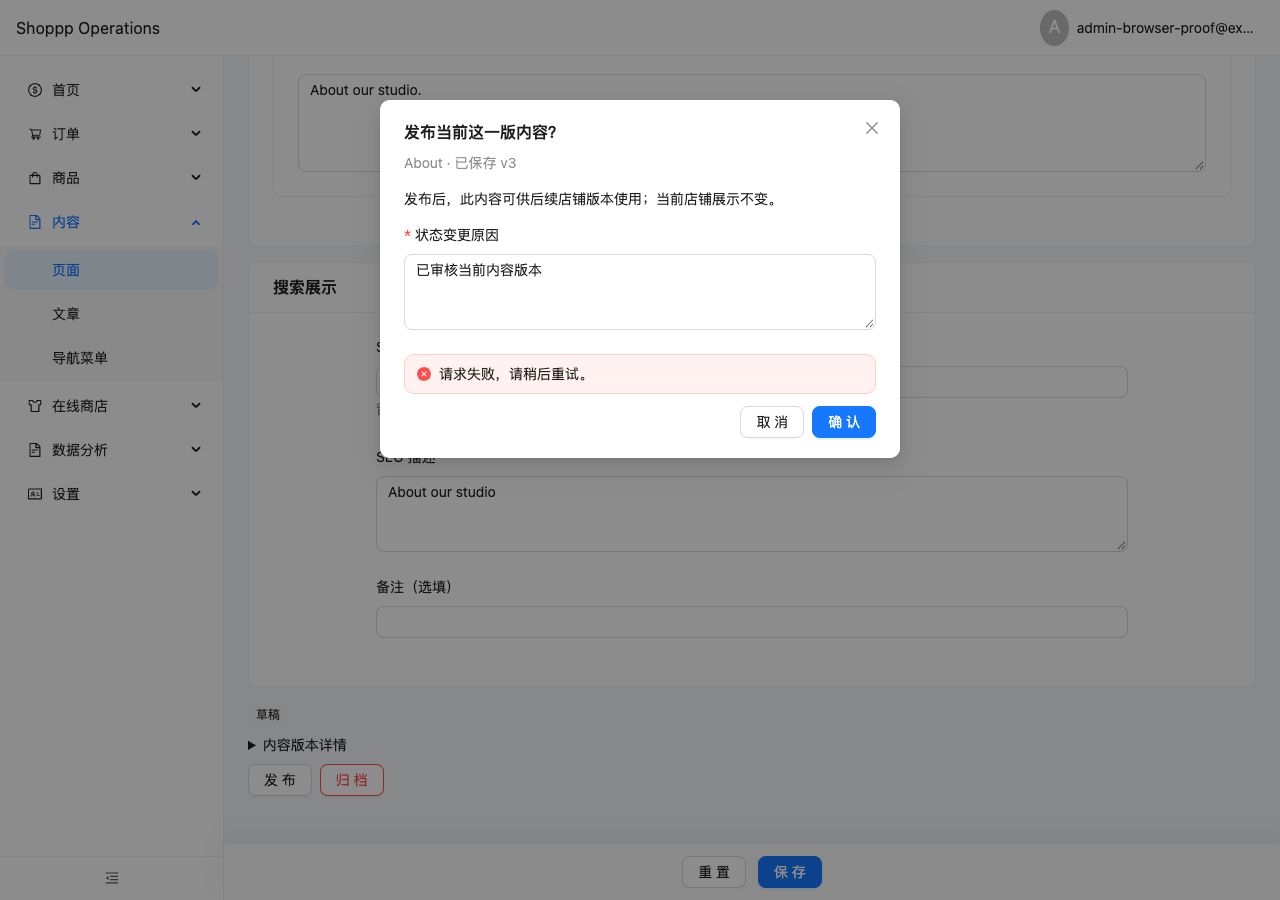 Shoppp Operations
A
admin-browser-proof@ex...
首页
订单
商品
内容
页面
文章
导航菜单
在线商店
数据分析
设置
About our studio.
发布当前这一版内容?
About · 已保存 v3
发布后，此内容可供后续店铺版本使用；当前店铺展示不变。
* 状态变更原因
已审核当前内容版本
请求失败，请稍后重试。
取 消
确 认
搜索展示
SEO 描述
About our studio
备注（选填）
草稿
内容版本详情
发 布
归 档
重 置
保 存